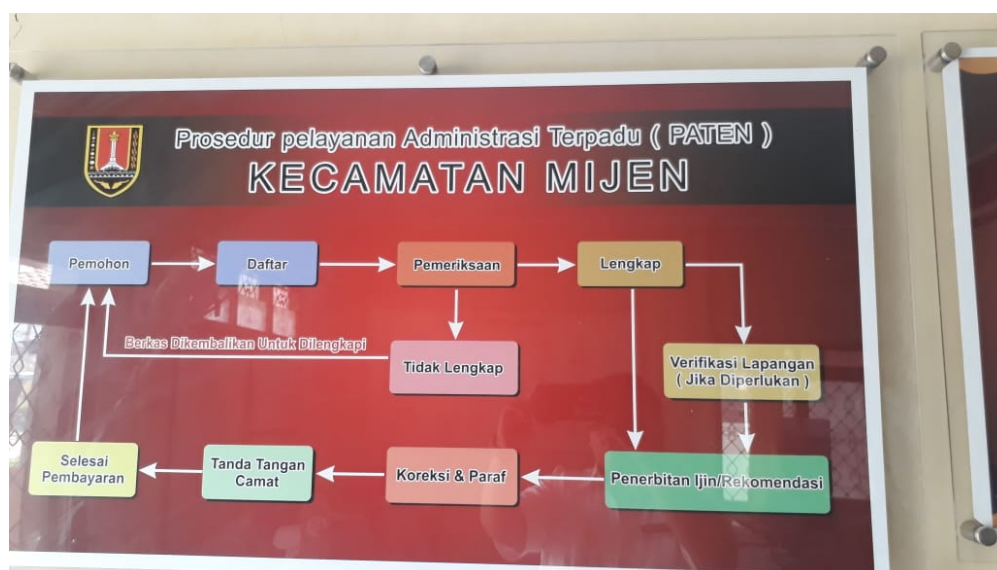 Prosedur pelayanan Administrasi Terpadu ( PATEN )
KECAMATAN MIJEN
Pemohon
Daftar
Pemeriksaan
Lengkap
Berkas Dikembalikan Untuk Dilengkapi
Tidak Lengkap
Verifikasi Lapangan
( Jika Diperlukan )
Selesai
Pembayaran
Tanda Tangan
Camat
Koreksi & Paraf
Penerbitan Ijin/Rekomendasi